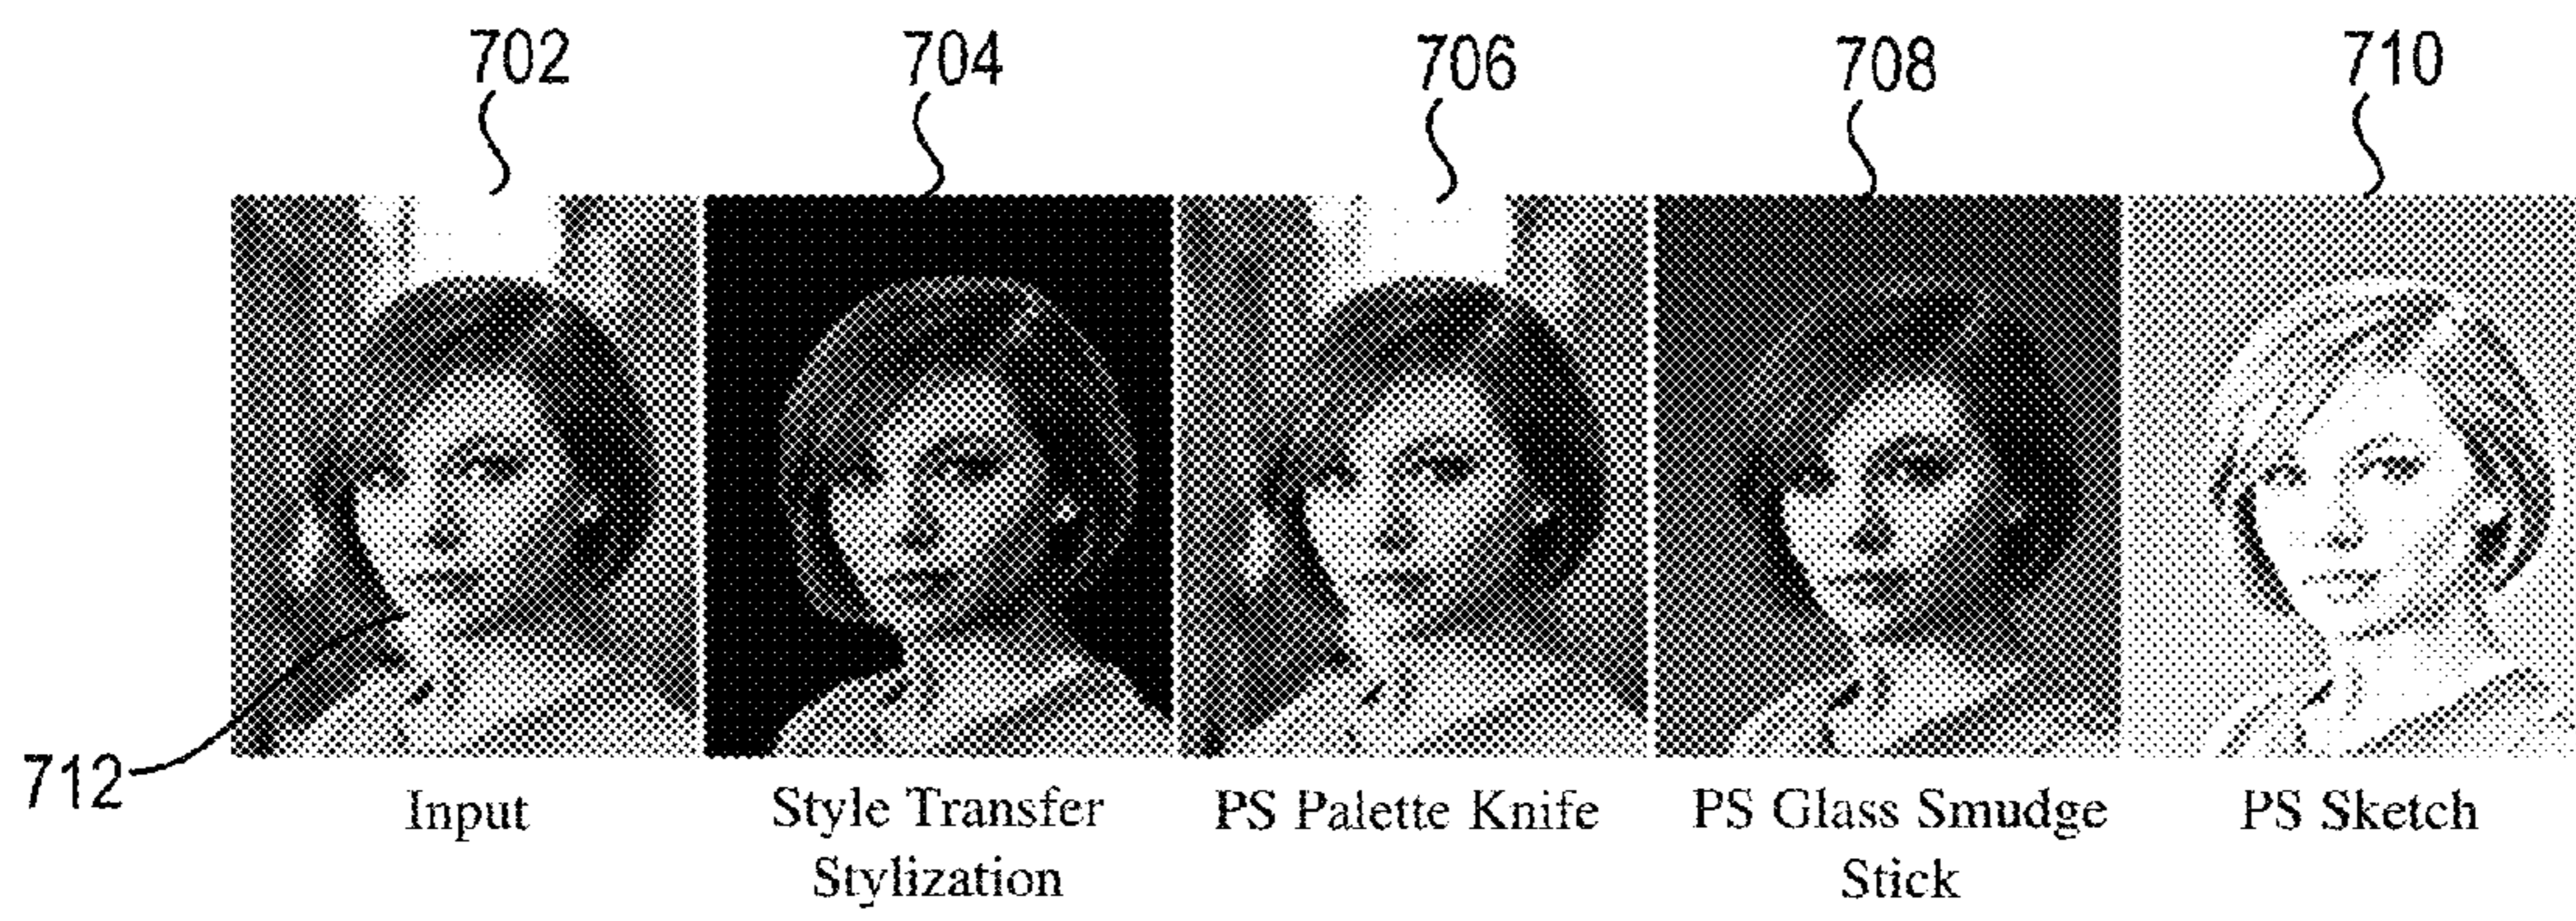 702
704
706
708
710
712
Input
Style Transfer
Stylization
PS Palette Knife
PS Glass Smudge
Stick
PS Sketch